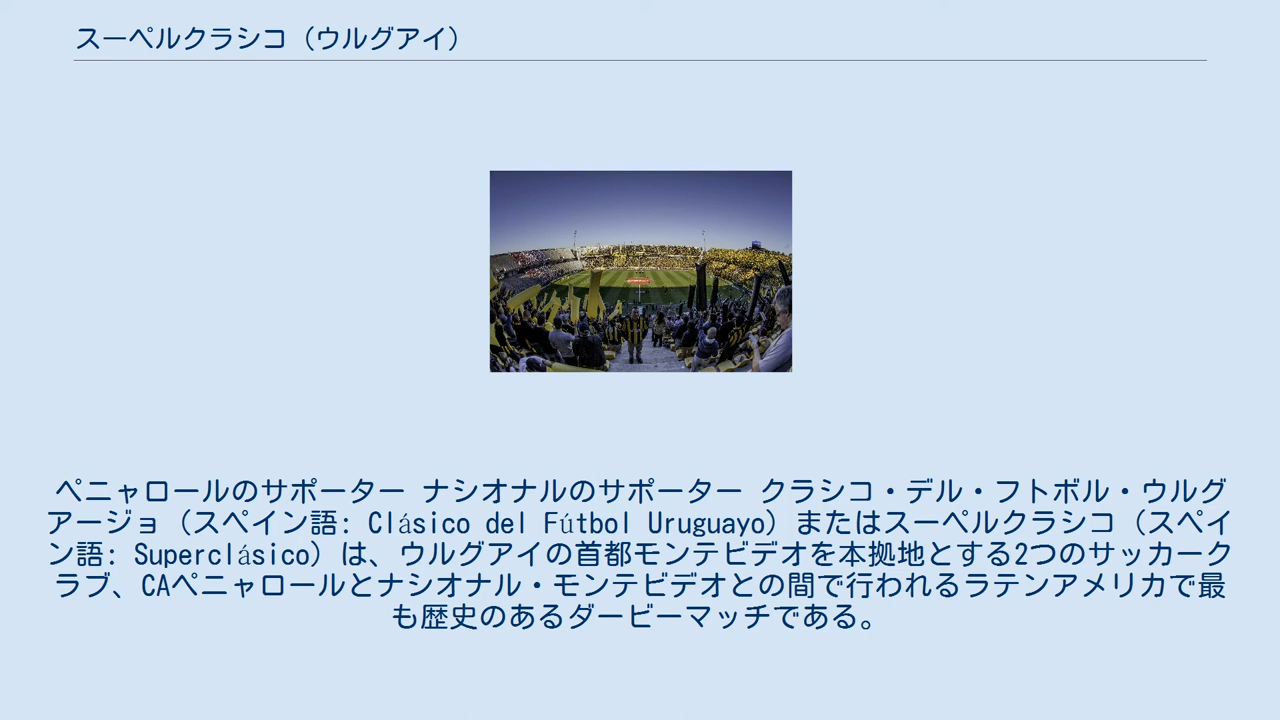 スーペルクラシコ（ウルグアイ）
ペニャロールのサポーター ナシオナルのサポーター クラシコ・デル・フトボル・ウルグ
アージョ（スペイン語: Clásico del Fútbol Uruguayo）またはスーペルクラシコ（スペイ
ン語: Superclásico）は、ウルグアイの首都モンテビデオを本拠地とする2つのサッカーク
ラブ、CAペニャロールとナシオナル・モンテビデオとの間で行われるラテンアメリカで最
も歴史のあるダービーマッチである。